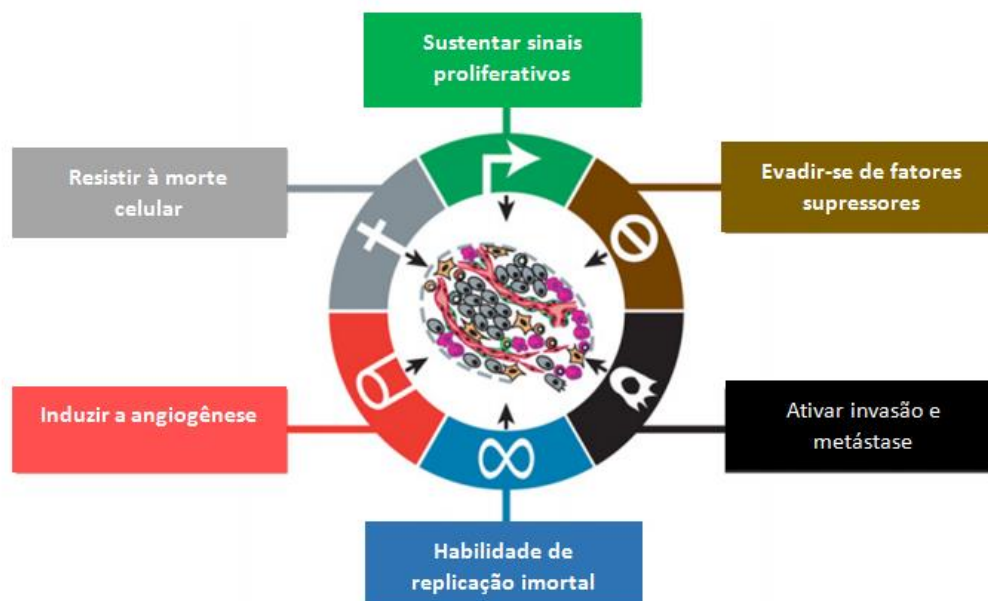 Sustentar sinais
proliferativos
Resistir à morte
celular
Evadir-se de fatores
supressores
Induzir a angiogênese
Ativar invasão e
metástase
Habilidade de
replicação imortal